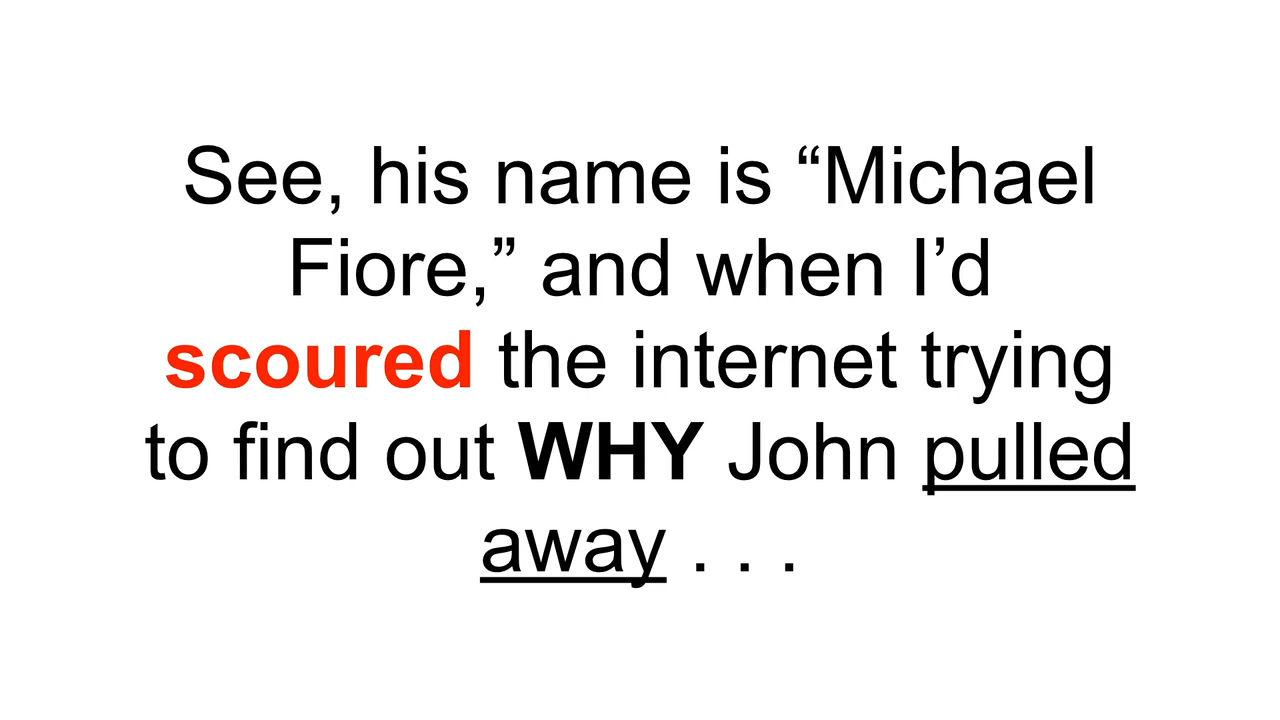 See, his name is “Michael
Fiore,” and when I’d
scoured the internet trying
to find out WHY John pulled
away . . .